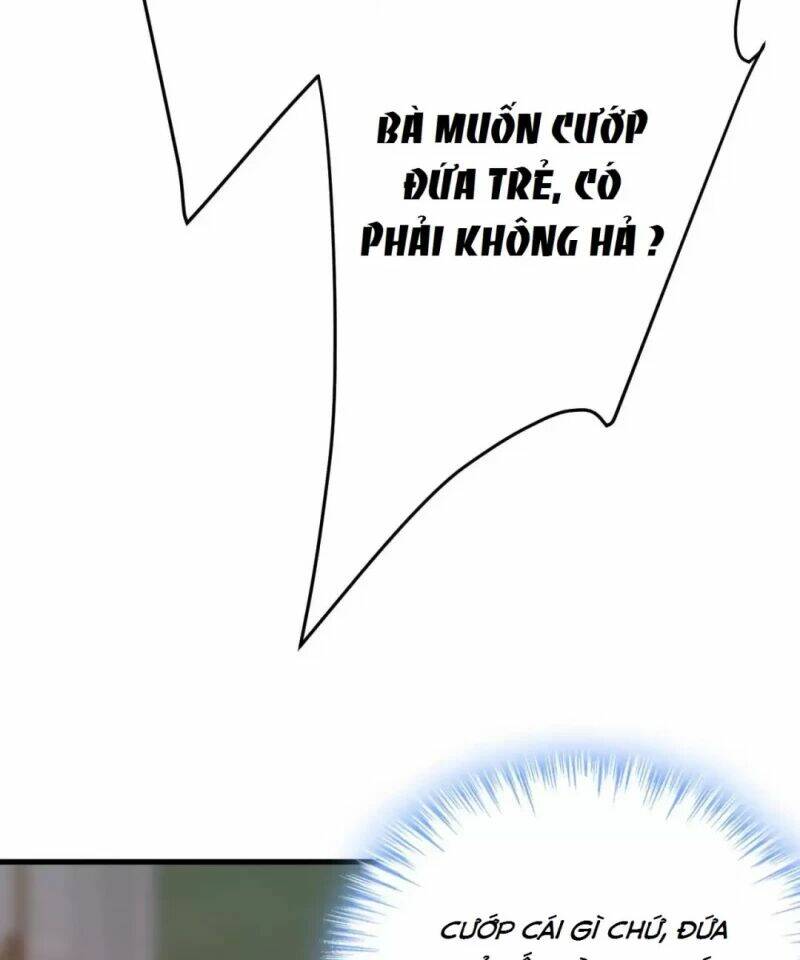 BÀ MUỐN CƯỚP
ĐỨA TRẺ, CÓ
PHẢI KHÔNG HẢ ?
CƯỚP CÁI GÌ CHỨ, ĐỨA